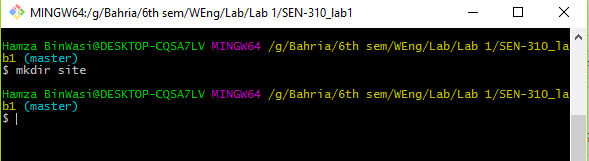 MINGW64:/g/Bahria/6th sem/WEng/Lab/Lab 1/SEN-310_lab1
Hamza BinWasi@DESKTOP-CQSA7LV MINGW64 /g/Bahria/6th sem/WEng/Lab/Lab 1/SEN-310_la
b1 (master)
$ mkdir site
Hamza BinWasi@DESKTOP-CQSA7LV MINGW64 /g/Bahria/6th sem/WEng/Lab/Lab 1/SEN-310_la
b1 (master)
$